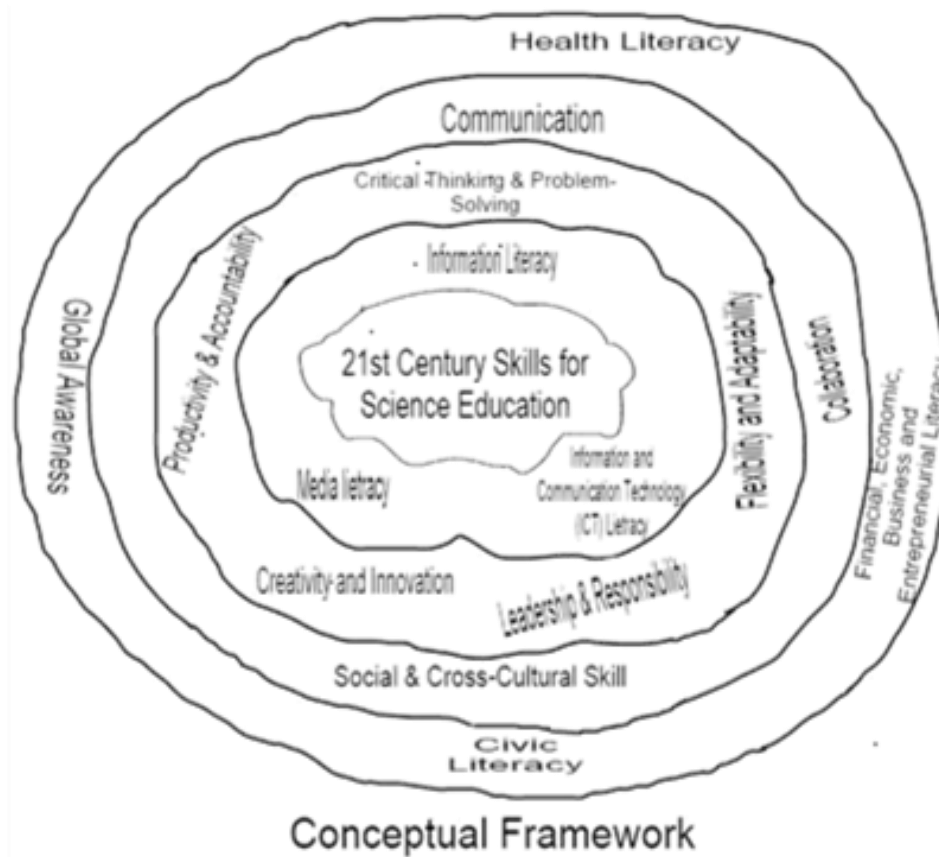 Health Literacy
Communication
Critical Thinking & Problem-
Solving
Information Literacy
Productivity & Accountability
Global Awareness
21st Century Skills for
Science Education
Flexibility and Adaptability
Collaboration
Financial, Economic,
Business and
Entrepreneurial Literacy
Media lietracy
Information and
Communication Technology
(ICT) Lietracy
Creativity and Innovation
Leadership & Responsibility
Social & Cross-Cultural Skill
Civic
Literacy
Conceptual Framework